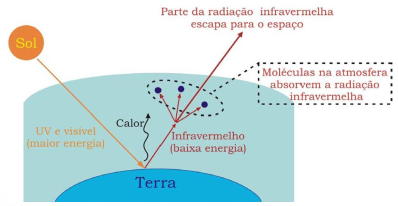 Parte da radiação infravermelha
escapa para o espaço
Sol
Moléculas na atmosfera
absorvem a radiação
infravermelha
Calor
UV e visível
(maior energia)
Infravermelho
(baixa energia)
Terra